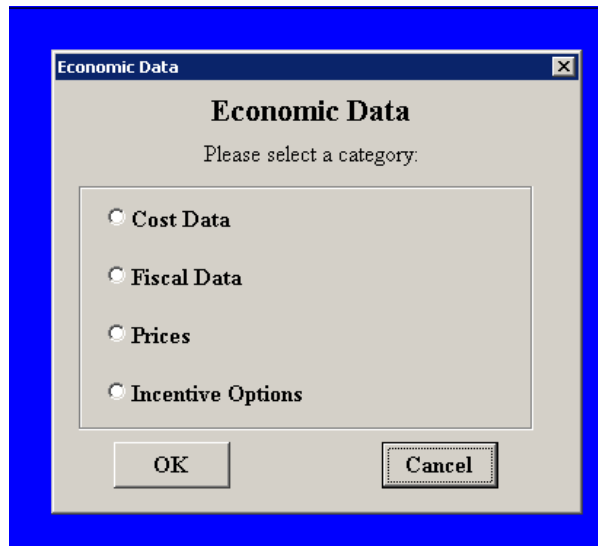 Economic Data
Economic Data
Please select a category:
Cost Data
Fiscal Data
Prices
Incentive Options
OK Cancel